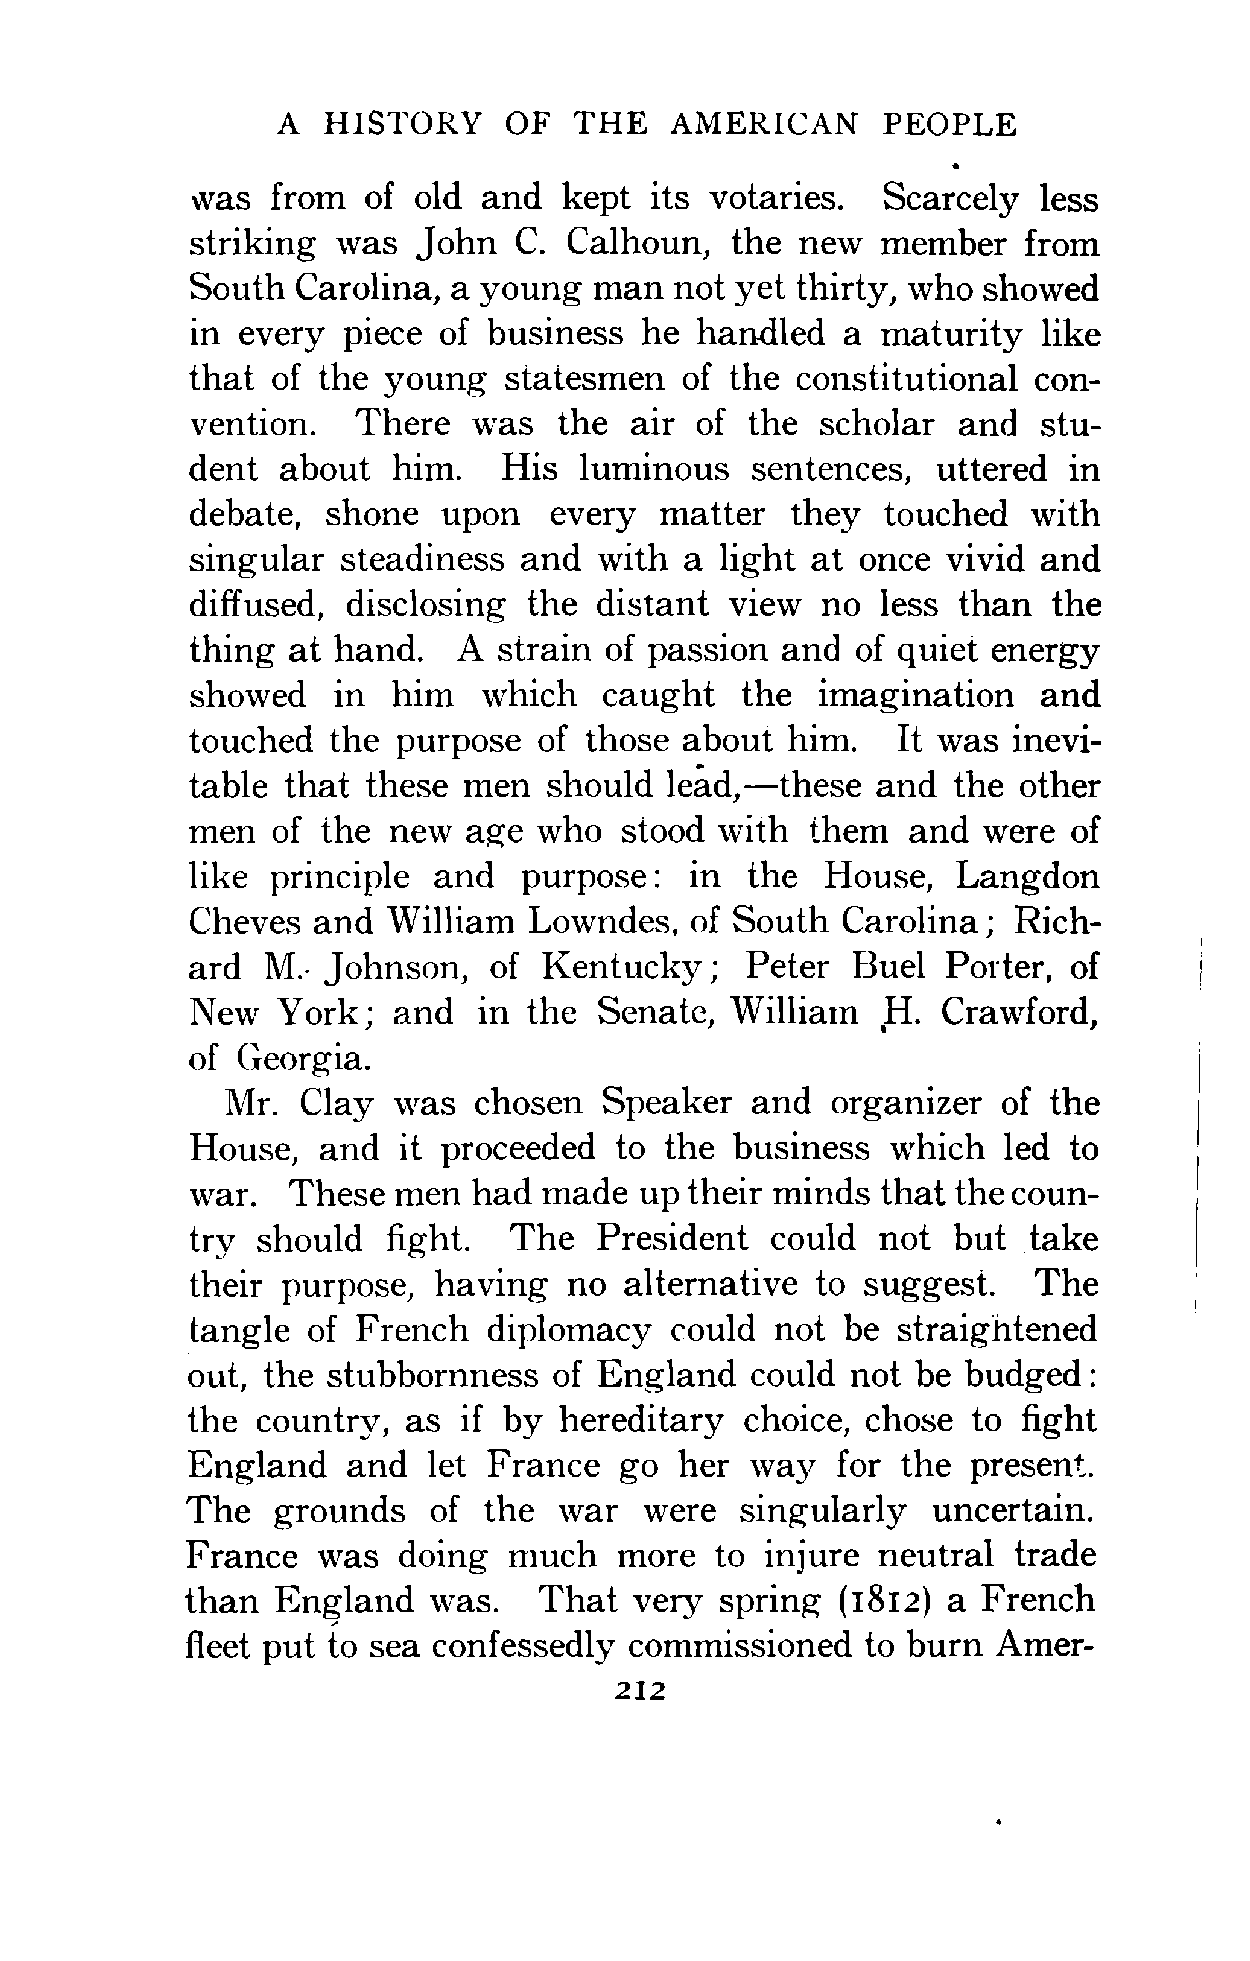 A HISTORY OF THE AMERICAN PEOPLE
was from of old and kept its votaries. Scarcely less
striking was John C. Calhoun, the new member from
South Carolina, a young man not yet thirty, who showed
in every piece of business he handled a maturity like
that of the young statesmen of the constitutional con-
vention. There was the air of the scholar and stu-
dent about him. His luminous sentences, uttered in
debate, shone upon every matter they touched with
singular steadiness and with a light at once vivid and
diffused, disclosing the distant view no less than the
thing at hand. A strain of passion and of quiet energy
showed in him which caught the imagination and
touched the purpose of those about him. It was inevi-
table that these men should lead,—these and the other
men of the new age who stood with them and were of
like principle and purpose: in the House, Langdon
Cheves and William Lowndes, of South Carolina; Rich-
ard M. Johnson, of Kentucky; Peter Buel Porter, of
New York; and in the Senate, William H. Crawford,
of Georgia.
Mr. Clay was chosen Speaker and organizer of the
House, and it proceeded to the business which led to
war. These men had made up their minds that the coun-
try should fight. The President could not but take
their purpose, having no alternative to suggest. The
tangle of French diplomacy could not be straightened
out, the stubbornness of England could not be budged:
the country, as if by hereditary choice, chose to fight
England and let France go her way for the present.
The grounds of the war were singularly uncertain.
France was doing much more to injure neutral trade
than England was. That very spring (1812) a French
fleet put to sea confessedly commissioned to burn Amer-
212